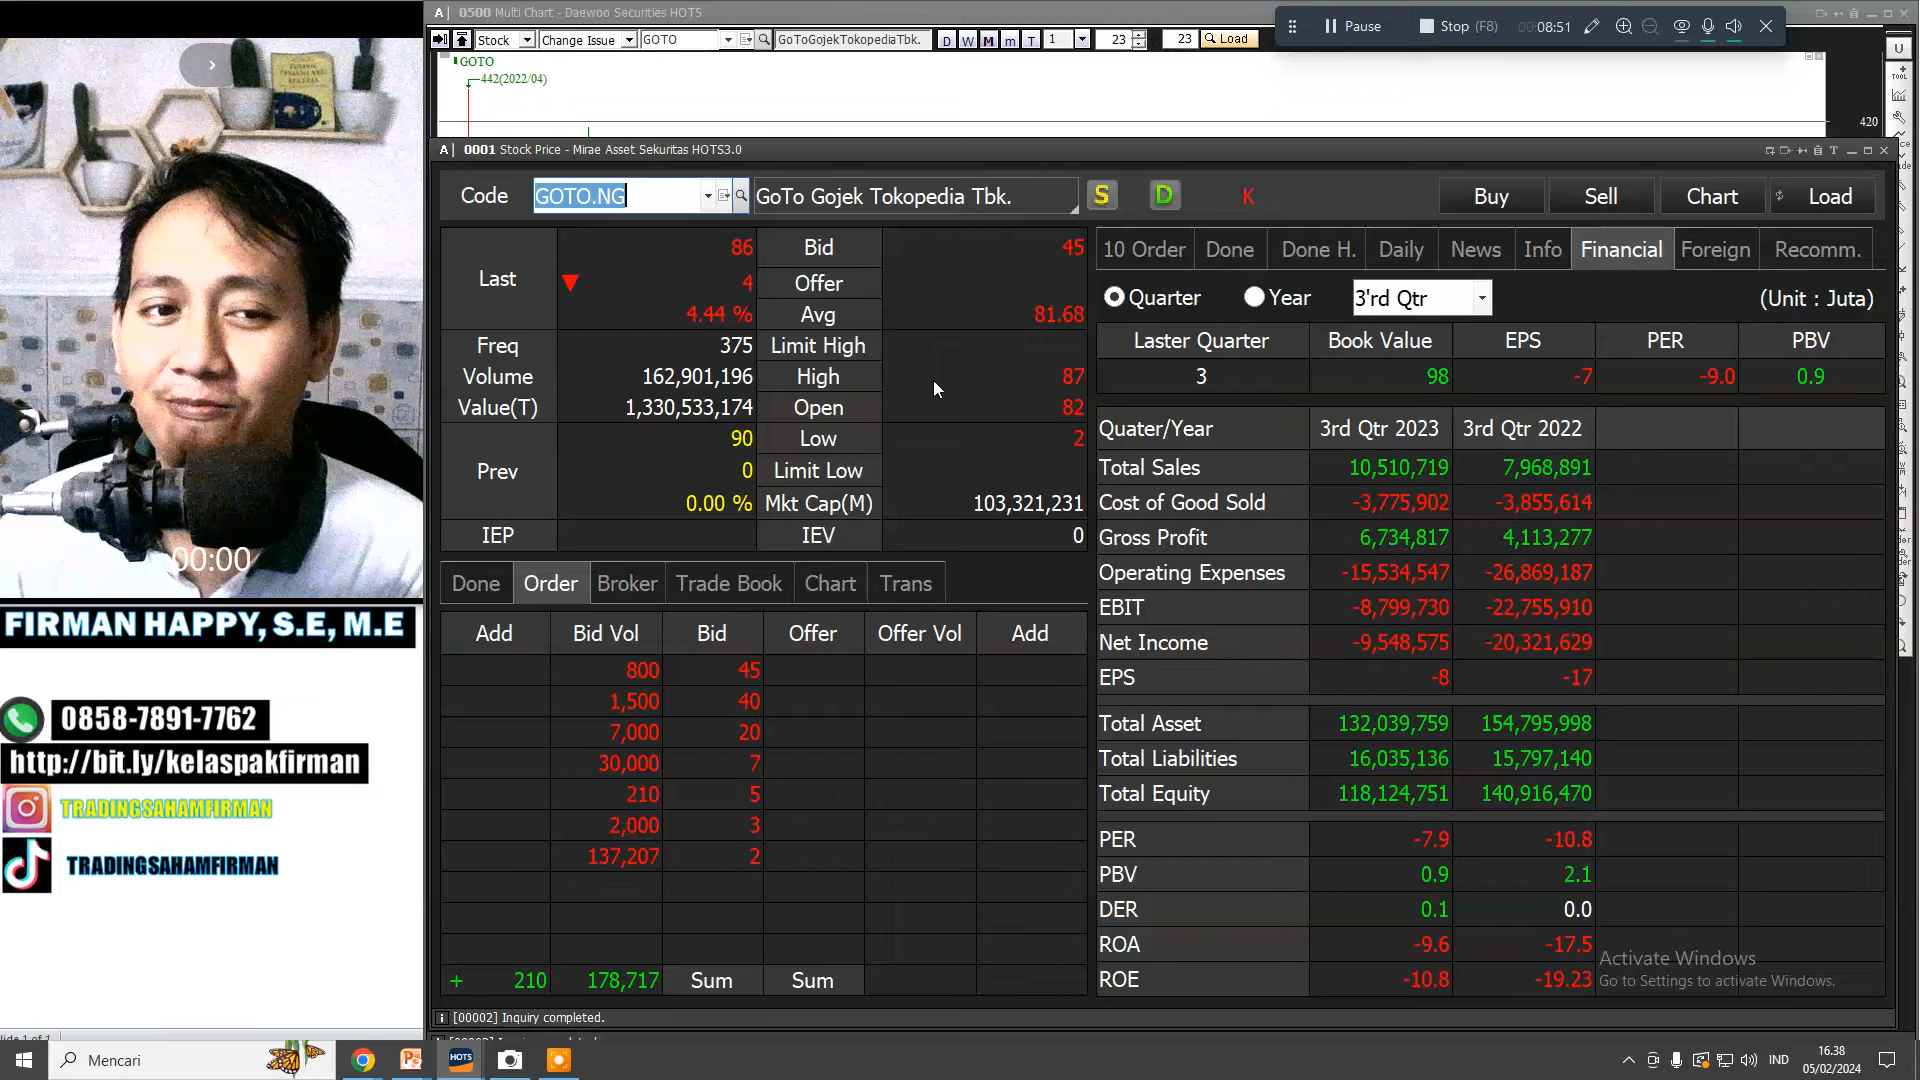 A| 0500 Multi Chart - Daewoo Securities HOTS
Pause
Stop (F8)
00:08:51
Stock
Change Issue
GOTO
GoToGojekTokopediaTbk.
D W M m T
1
23
23
Load
GOTO
442(2022/04)
420
U
TOOL
A| 0001 Stock Price - Mirae Asset Sekuritas HOTS3.0
Code
GOTO.NG
GoTo Gojek Tokopedia Tbk.
S
D
K
Buy
Sell
Chart
Load
Last
86
Bid
45
4
Offer
4.44 %
Avg
81.68
Freq
375
Limit High
Volume
162,901,196
High
87
Value(T)
1,330,533,174
Open
82
Prev
90
Low
2
0
Limit Low
0.00 %
Mkt Cap(M)
103,321,231
IEP
IEV
0
Done Order Broker Trade Book Chart Trans
Add Bid Vol Bid Offer Offer Vol Add
800 45
1,500 40
7,000 20
30,000 7
210 5
2,000 3
137,207 2
+ 210 178,717 Sum Sum
[00002] Inquiry completed.
10 Order Done Done H. Daily News Info Financial Foreign Recomm.
Quarter
Year
3'rd Qtr
(Unit : Juta)
Laster Quarter Book Value EPS PER PBV
3 98 -7 -9.0 0.9
Quater/Year 3rd Qtr 2023 3rd Qtr 2022
Total Sales 10,510,719 7,968,891
Cost of Good Sold -3,775,902 -3,855,614
Gross Profit 6,734,817 4,113,277
Operating Expenses -15,534,547 -26,869,187
EBIT -8,799,730 -22,755,910
Net Income -9,548,575 -20,321,629
EPS -8 -17
Total Asset 132,039,759 154,795,998
Total Liabilities 16,035,136 15,797,140
Total Equity 118,124,751 140,916,470
PER -7.9 -10.8
PBV 0.9 2.1
DER 0.1 0.0
ROA -9.6 -17.5
ROE -10.8 -19.23
Activate Windows
Go to Settings to activate Windows.
00:00
FIRMAN HAPPY, S.E, M.E
0858-7891-7762
http://bit.ly/kelaspakfirman
TRADINGSAHAMFIRMAN
TRADINGSAHAMFIRMAN
Mencari
HOTS
IND
16.38
05/02/2024